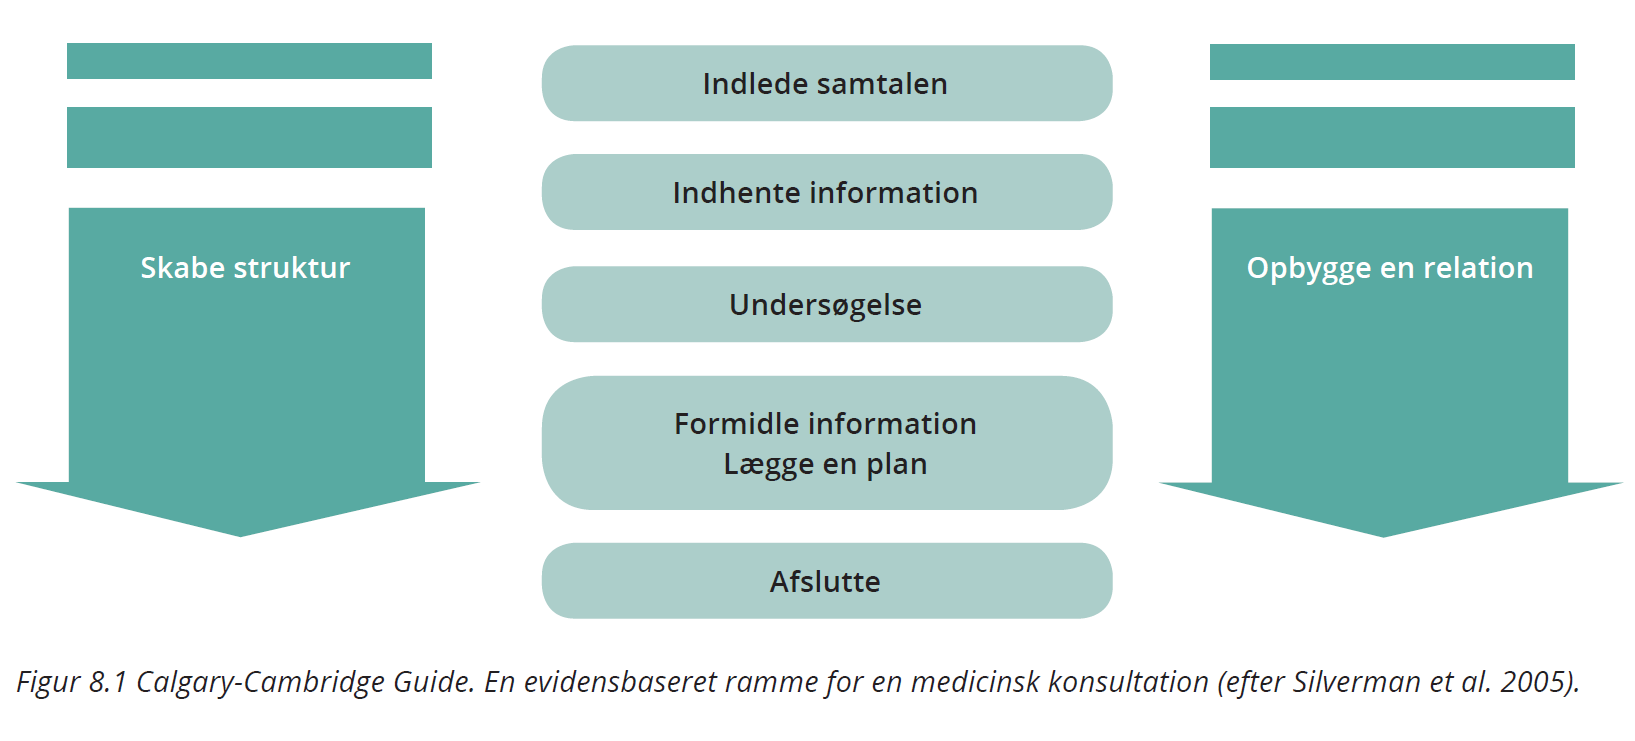 Indlede samtalen
Indhente information
Skabe struktur
Opbygge en relation
Undersøgelse
Formidle information
Lægge en plan
Afslutte
Figur 8.1 Calgary-Cambridge Guide. En evidensbaseret ramme for en medicinsk konsultation (efter Silverman et al. 2005).